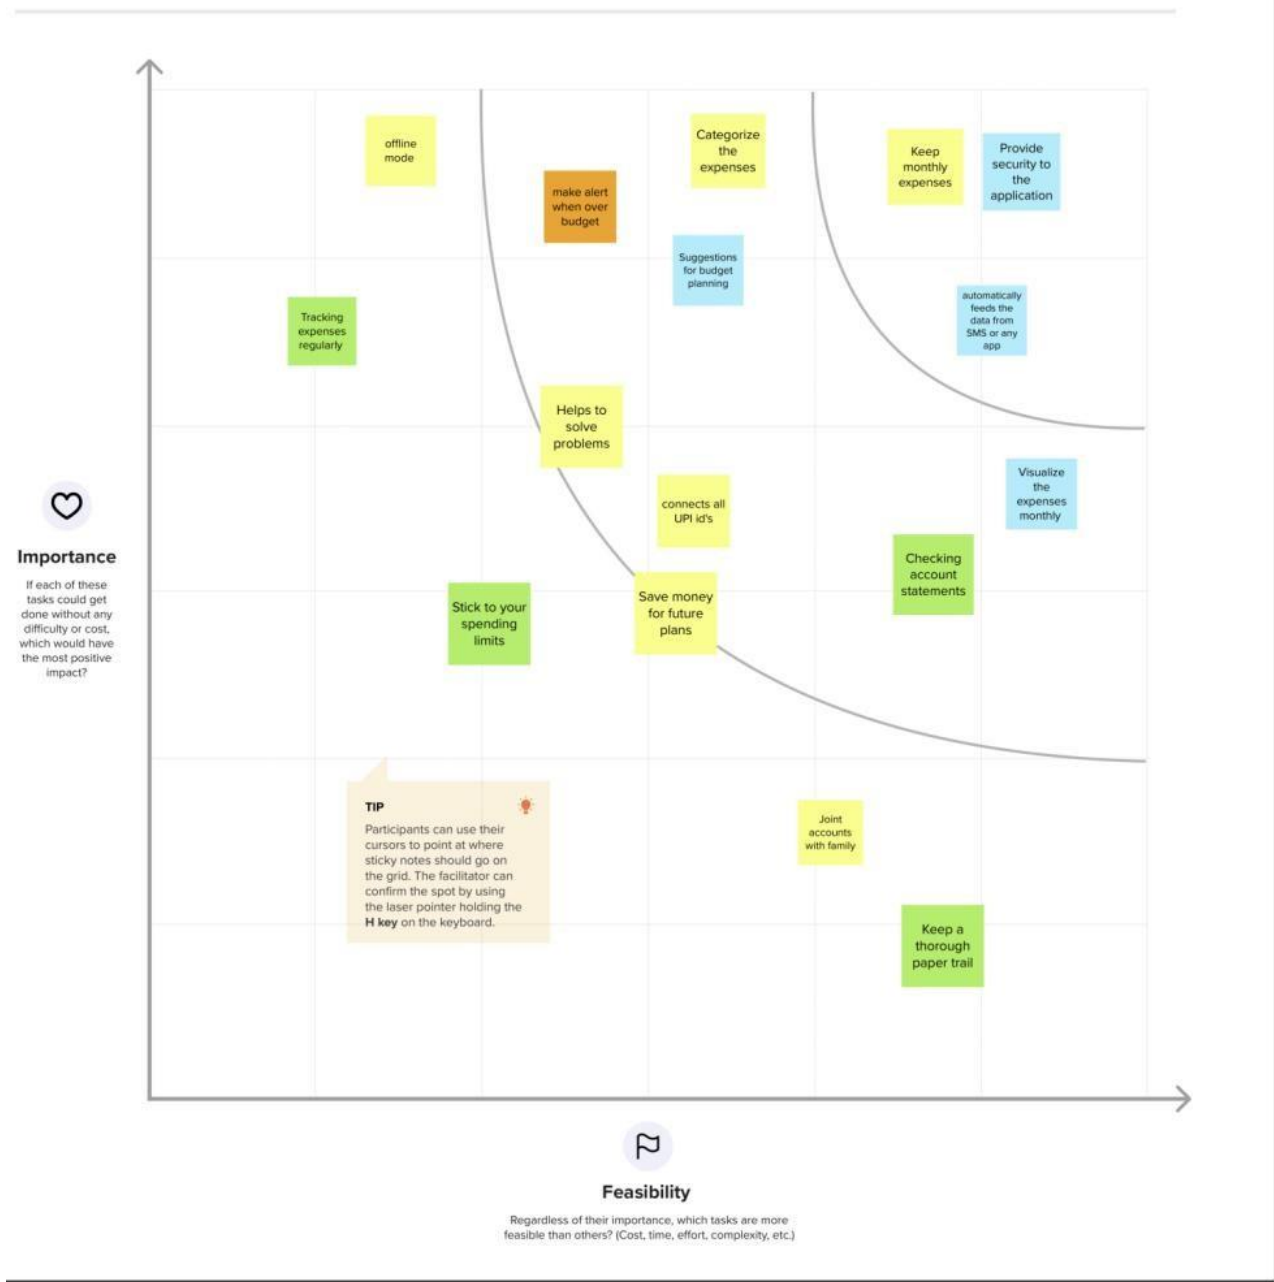 offline
mode
Categorize
the
expenses
Keep
monthly
expenses
Provide
security to
the
application
make alert
when over
budget
Suggestions
for budget
planning
automatically
feeds the
data from
SMS or any
app
Tracking
expenses
regularly
Helps to
solve
problems
Visualize
the
expenses
monthly
connects all
UPI id's
Checking
account
statements
Importance
If each of these
tasks could get
done without any
difficulty or cost,
which would have
the most positive
impact?
Stick to your
spending
limits
Save money
for future
plans
TIP
Participants can use their
cursors to point at where
sticky notes should go on
the grid. The facilitator can
confirm the spot by using
the laser pointer holding the
H key on the keyboard.
Joint
accounts
with family
Keep a
thorough
paper trail
Feasibility
Regardless of their importance, which tasks are more
feasible than others? (Cost, time, effort, complexity, etc.)